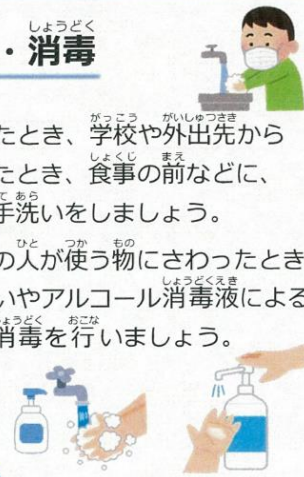 ・消毒
たとき、学校や外出先から
たとき、食事の前などに、
手洗いをしましょう。
の人が使う物にさわったとき
いやアルコール消毒液による
消毒を行いましょう。